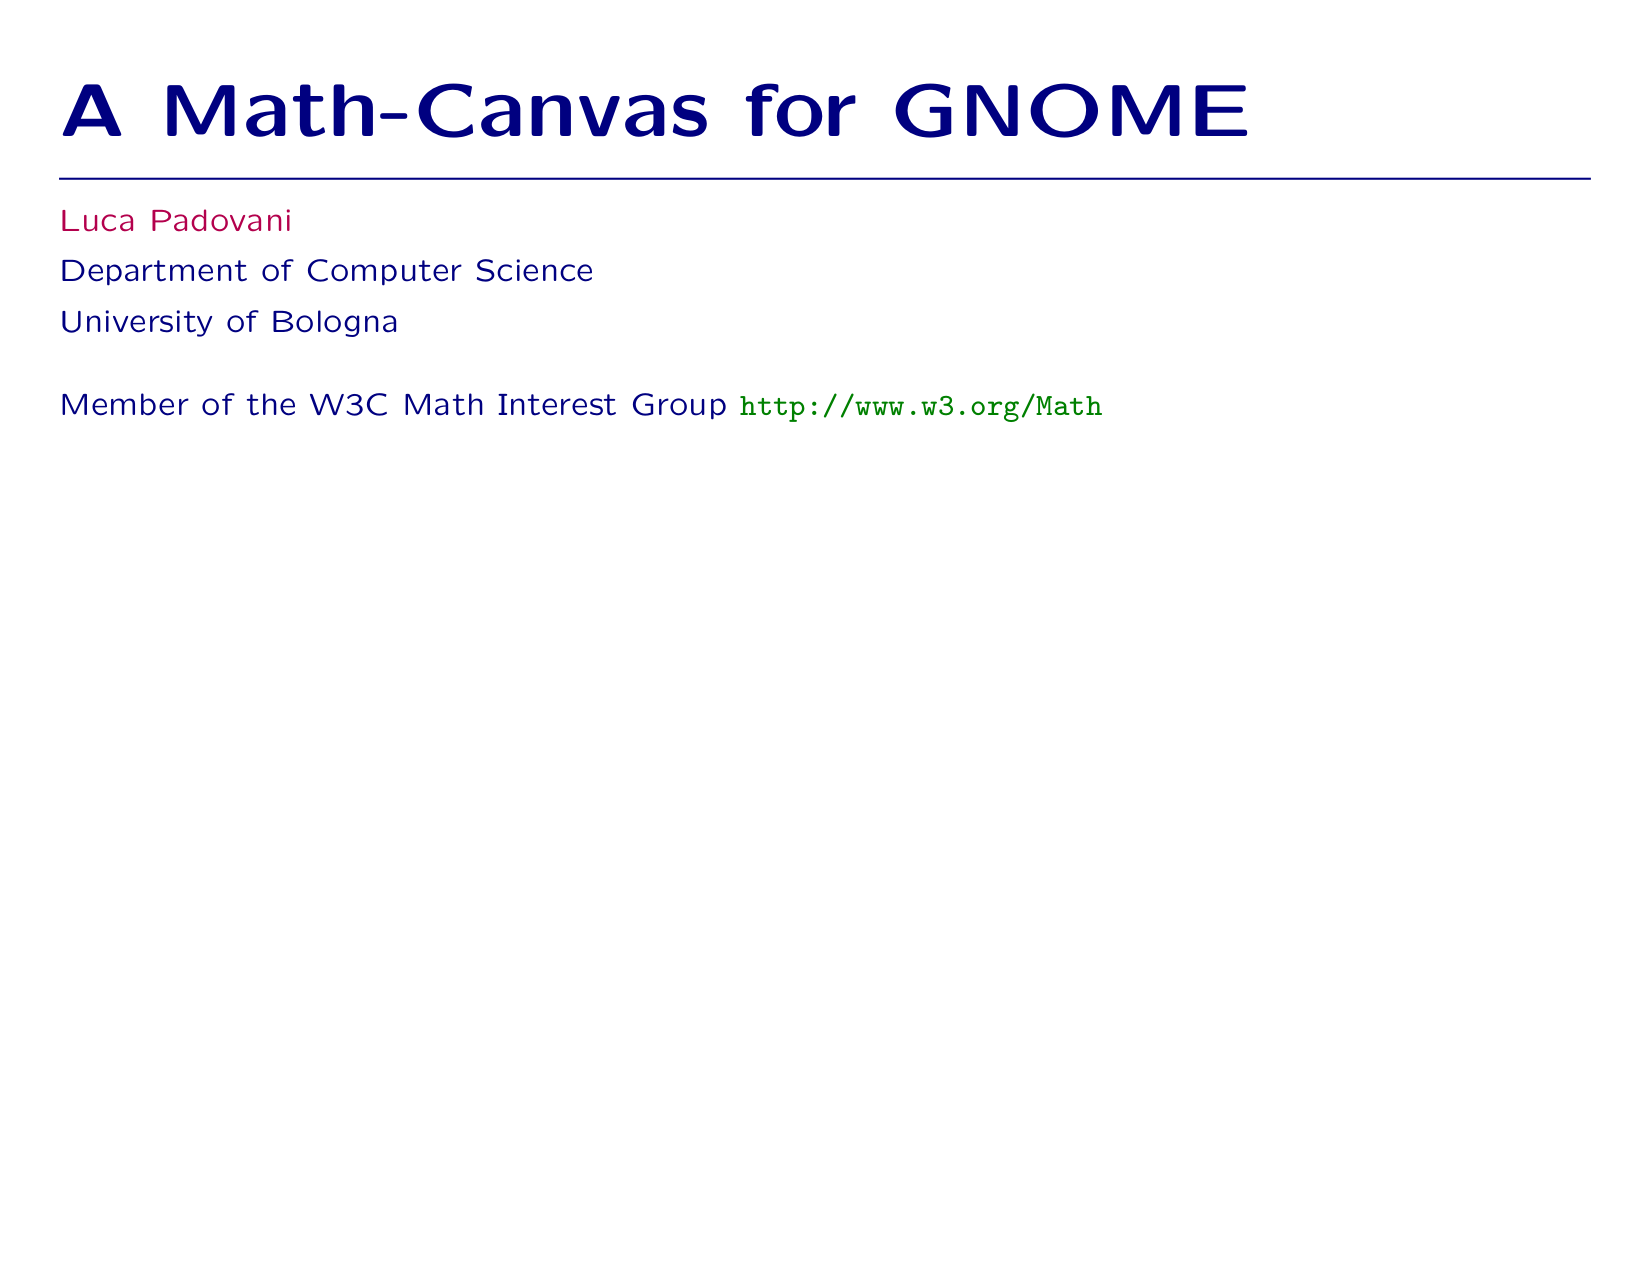 A Math-Canvas for GNOME
Luca Padovani
Department of Computer Science
University of Bologna
Member of the W3C Math Interest Group http://www.w3.org/Math